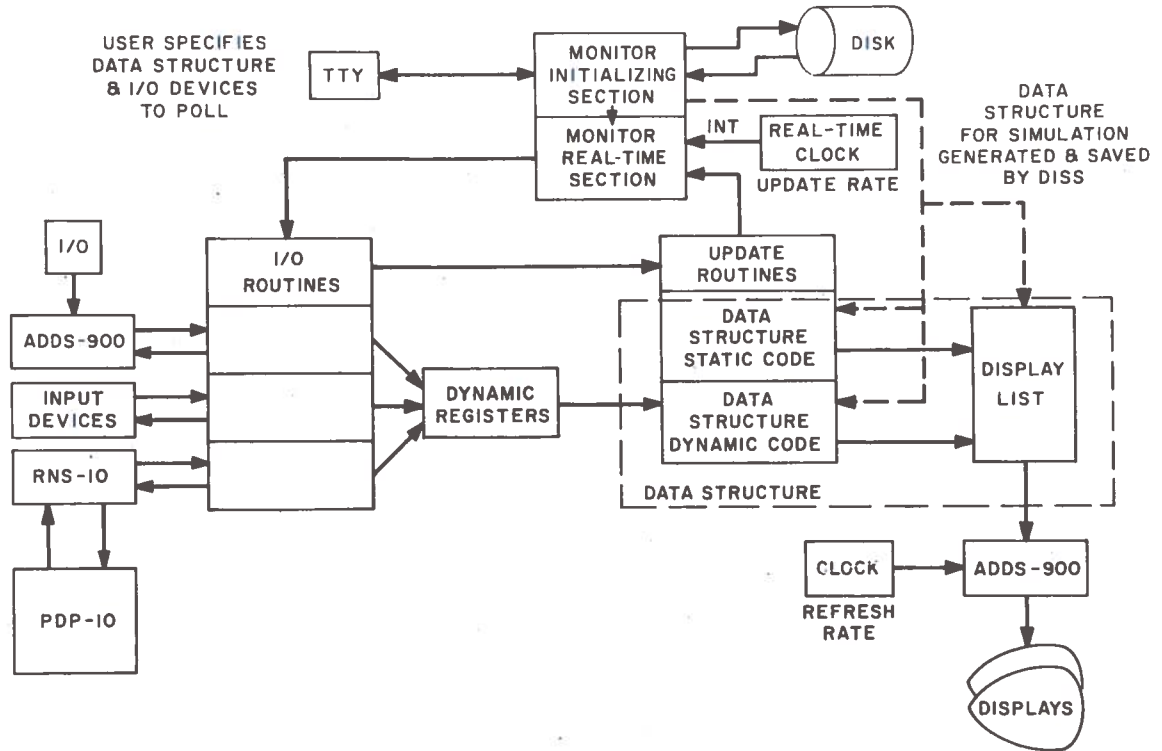 USER SPECIFIES
DATA STRUCTURE
& I/O DEVICES
TO POLL
TTY
MONITOR
INITIALIZING
SECTION
DISK
MONITOR
REAL-TIME
SECTION
INT
REAL-TIME
CLOCK
UPDATE RATE
DATA
STRUCTURE
FOR SIMULATION
GENERATED & SAVED
BY DISS
I/O
I/O
ROUTINES
UPDATE
ROUTINES
ADDS-900
DATA
STRUCTURE
STATIC CODE
DISPLAY
LIST
INPUT
DEVICES
DYNAMIC
REGISTERS
DATA
STRUCTURE
DYNAMIC CODE
RNS-10
DATA STRUCTURE
PDP-10
CLOCK
REFRESH
RATE
ADDS-900
DISPLAYS